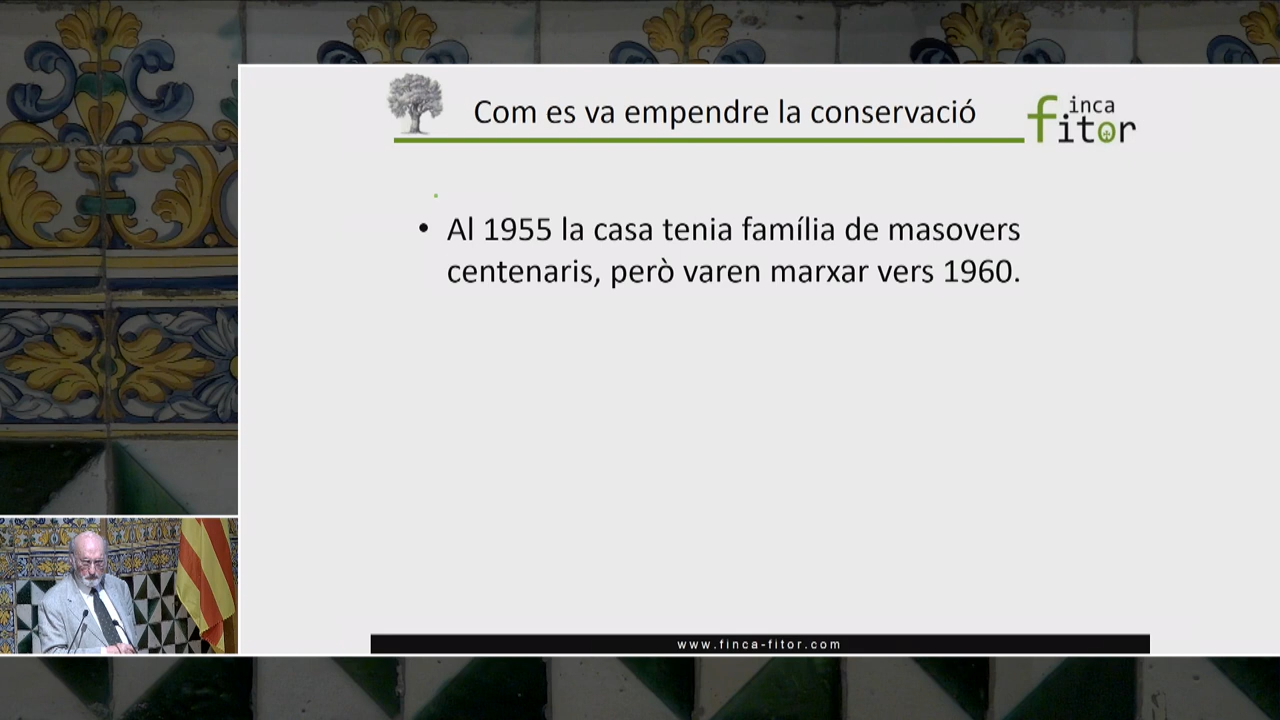 Com es va empendre la conservació
finca
fitor
• Al 1955 la casa tenia família de masovers
centenaris, però varen marxar vers 1960.
www.finca-fitor.com